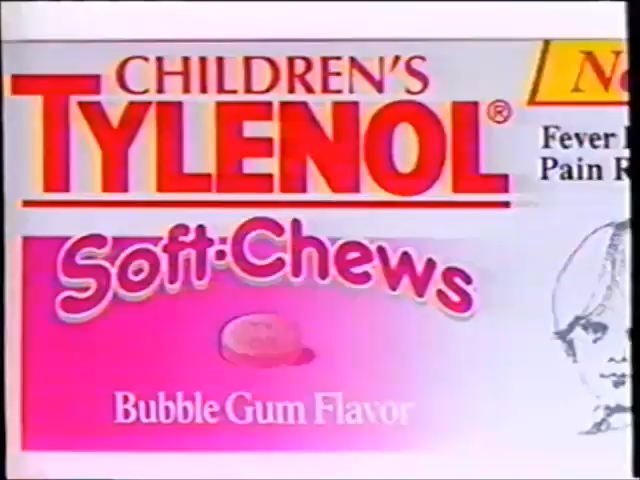 CHILDREN'S
TYLENOL®
Fever
Pain
Soft·Chews
Bubble Gum Flavor